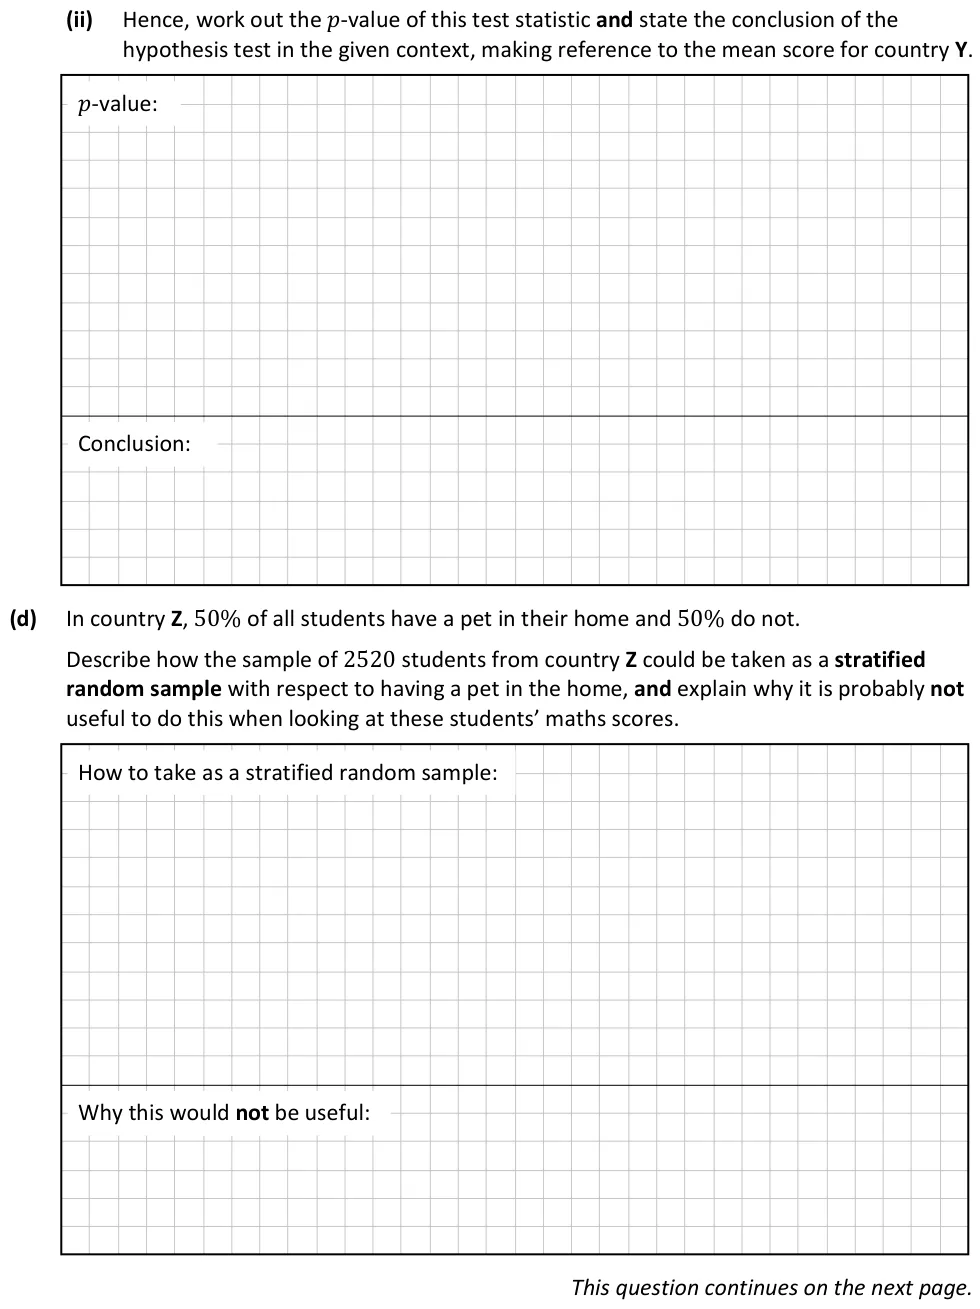 (ii) Hence, work out the p-value of this test statistic and state the conclusion of the
hypothesis test in the given context, making reference to the mean score for country Y.
p-value:
Conclusion:
(d) In country Z, 50% of all students have a pet in their home and 50% do not.
Describe how the sample of 2520 students from country Z could be taken as a stratified
random sample with respect to having a pet in the home, and explain why it is probably not
useful to do this when looking at these students’ maths scores.
How to take as a stratified random sample:
Why this would not be useful:
This question continues on the next page.